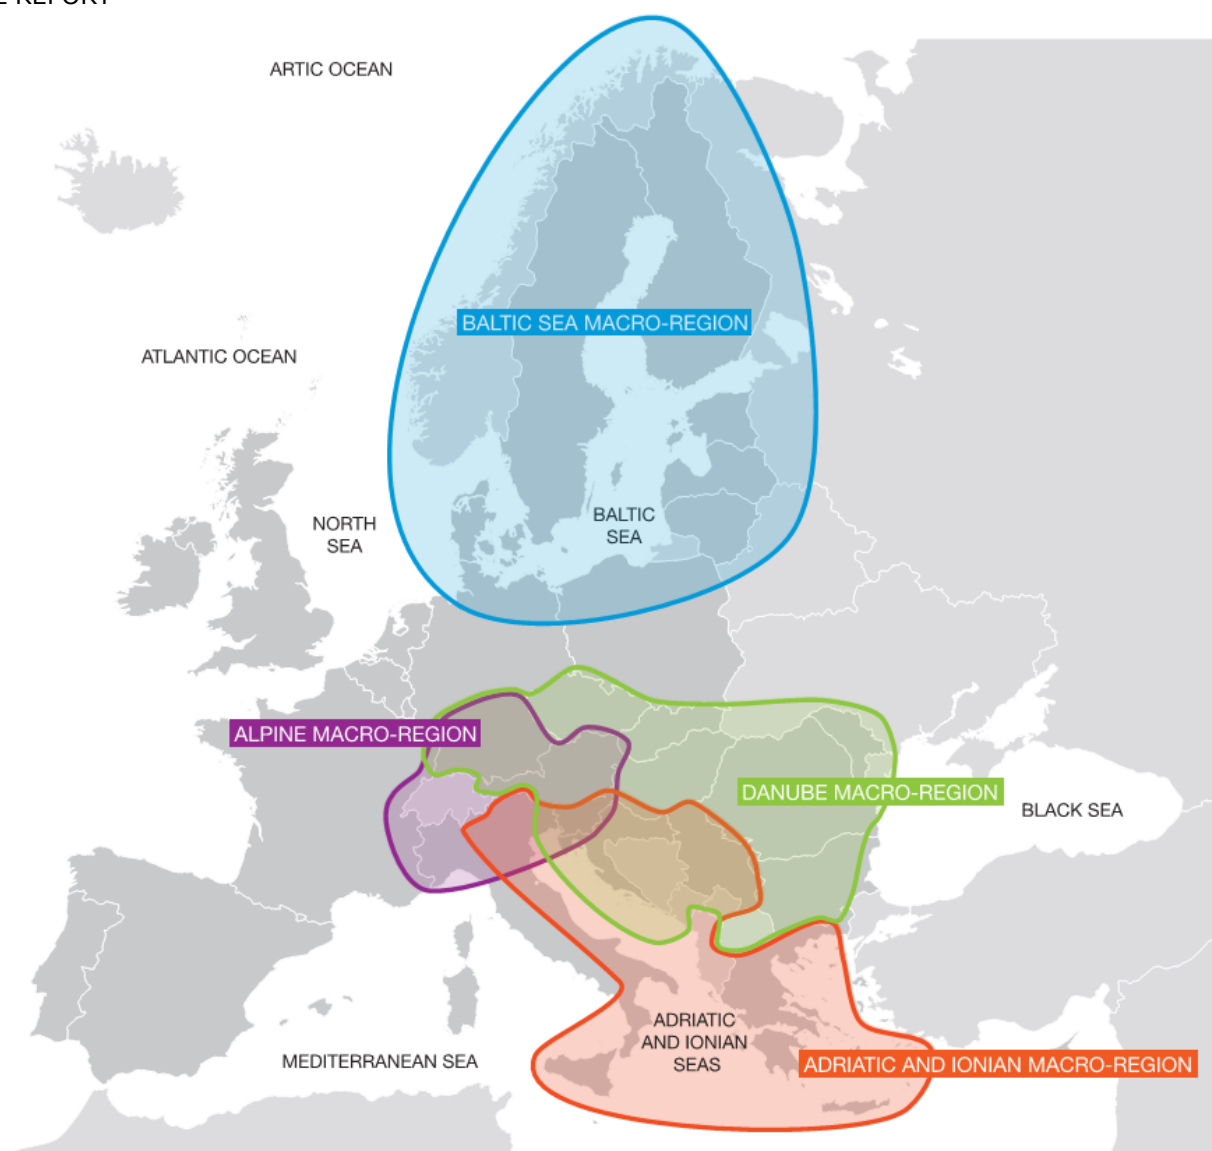 E REPORT
ARTIC OCEAN
BALTIC SEA MACRO-REGION
ATLANTIC OCEAN
NORTH
SEA
BALTIC
SEA
ALPINE MACRO-REGION
DANUBE MACRO-REGION
BLACK SEA
ADRIATIC
AND IONIAN
SEAS
MEDITERRANEAN SEA
ADRIATIC AND IONIAN MACRO-REGION